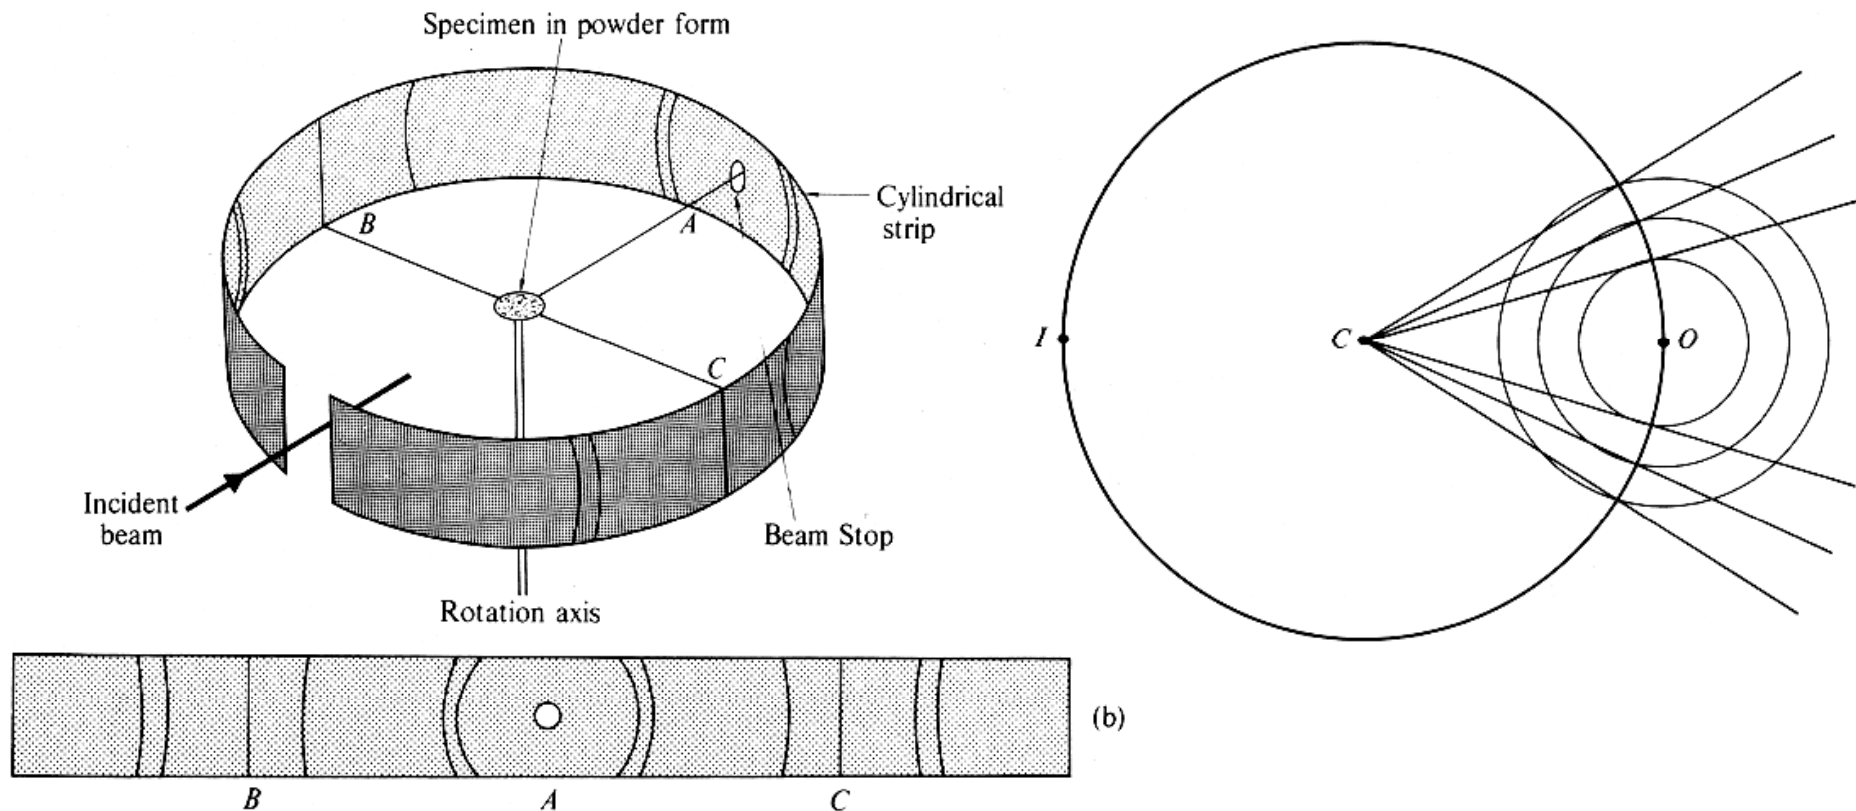 Specimen in powder form
B
A
Cylindrical
strip
C
Incident
beam
Beam Stop
Rotation axis
I
C
O
(b)
B
A
C